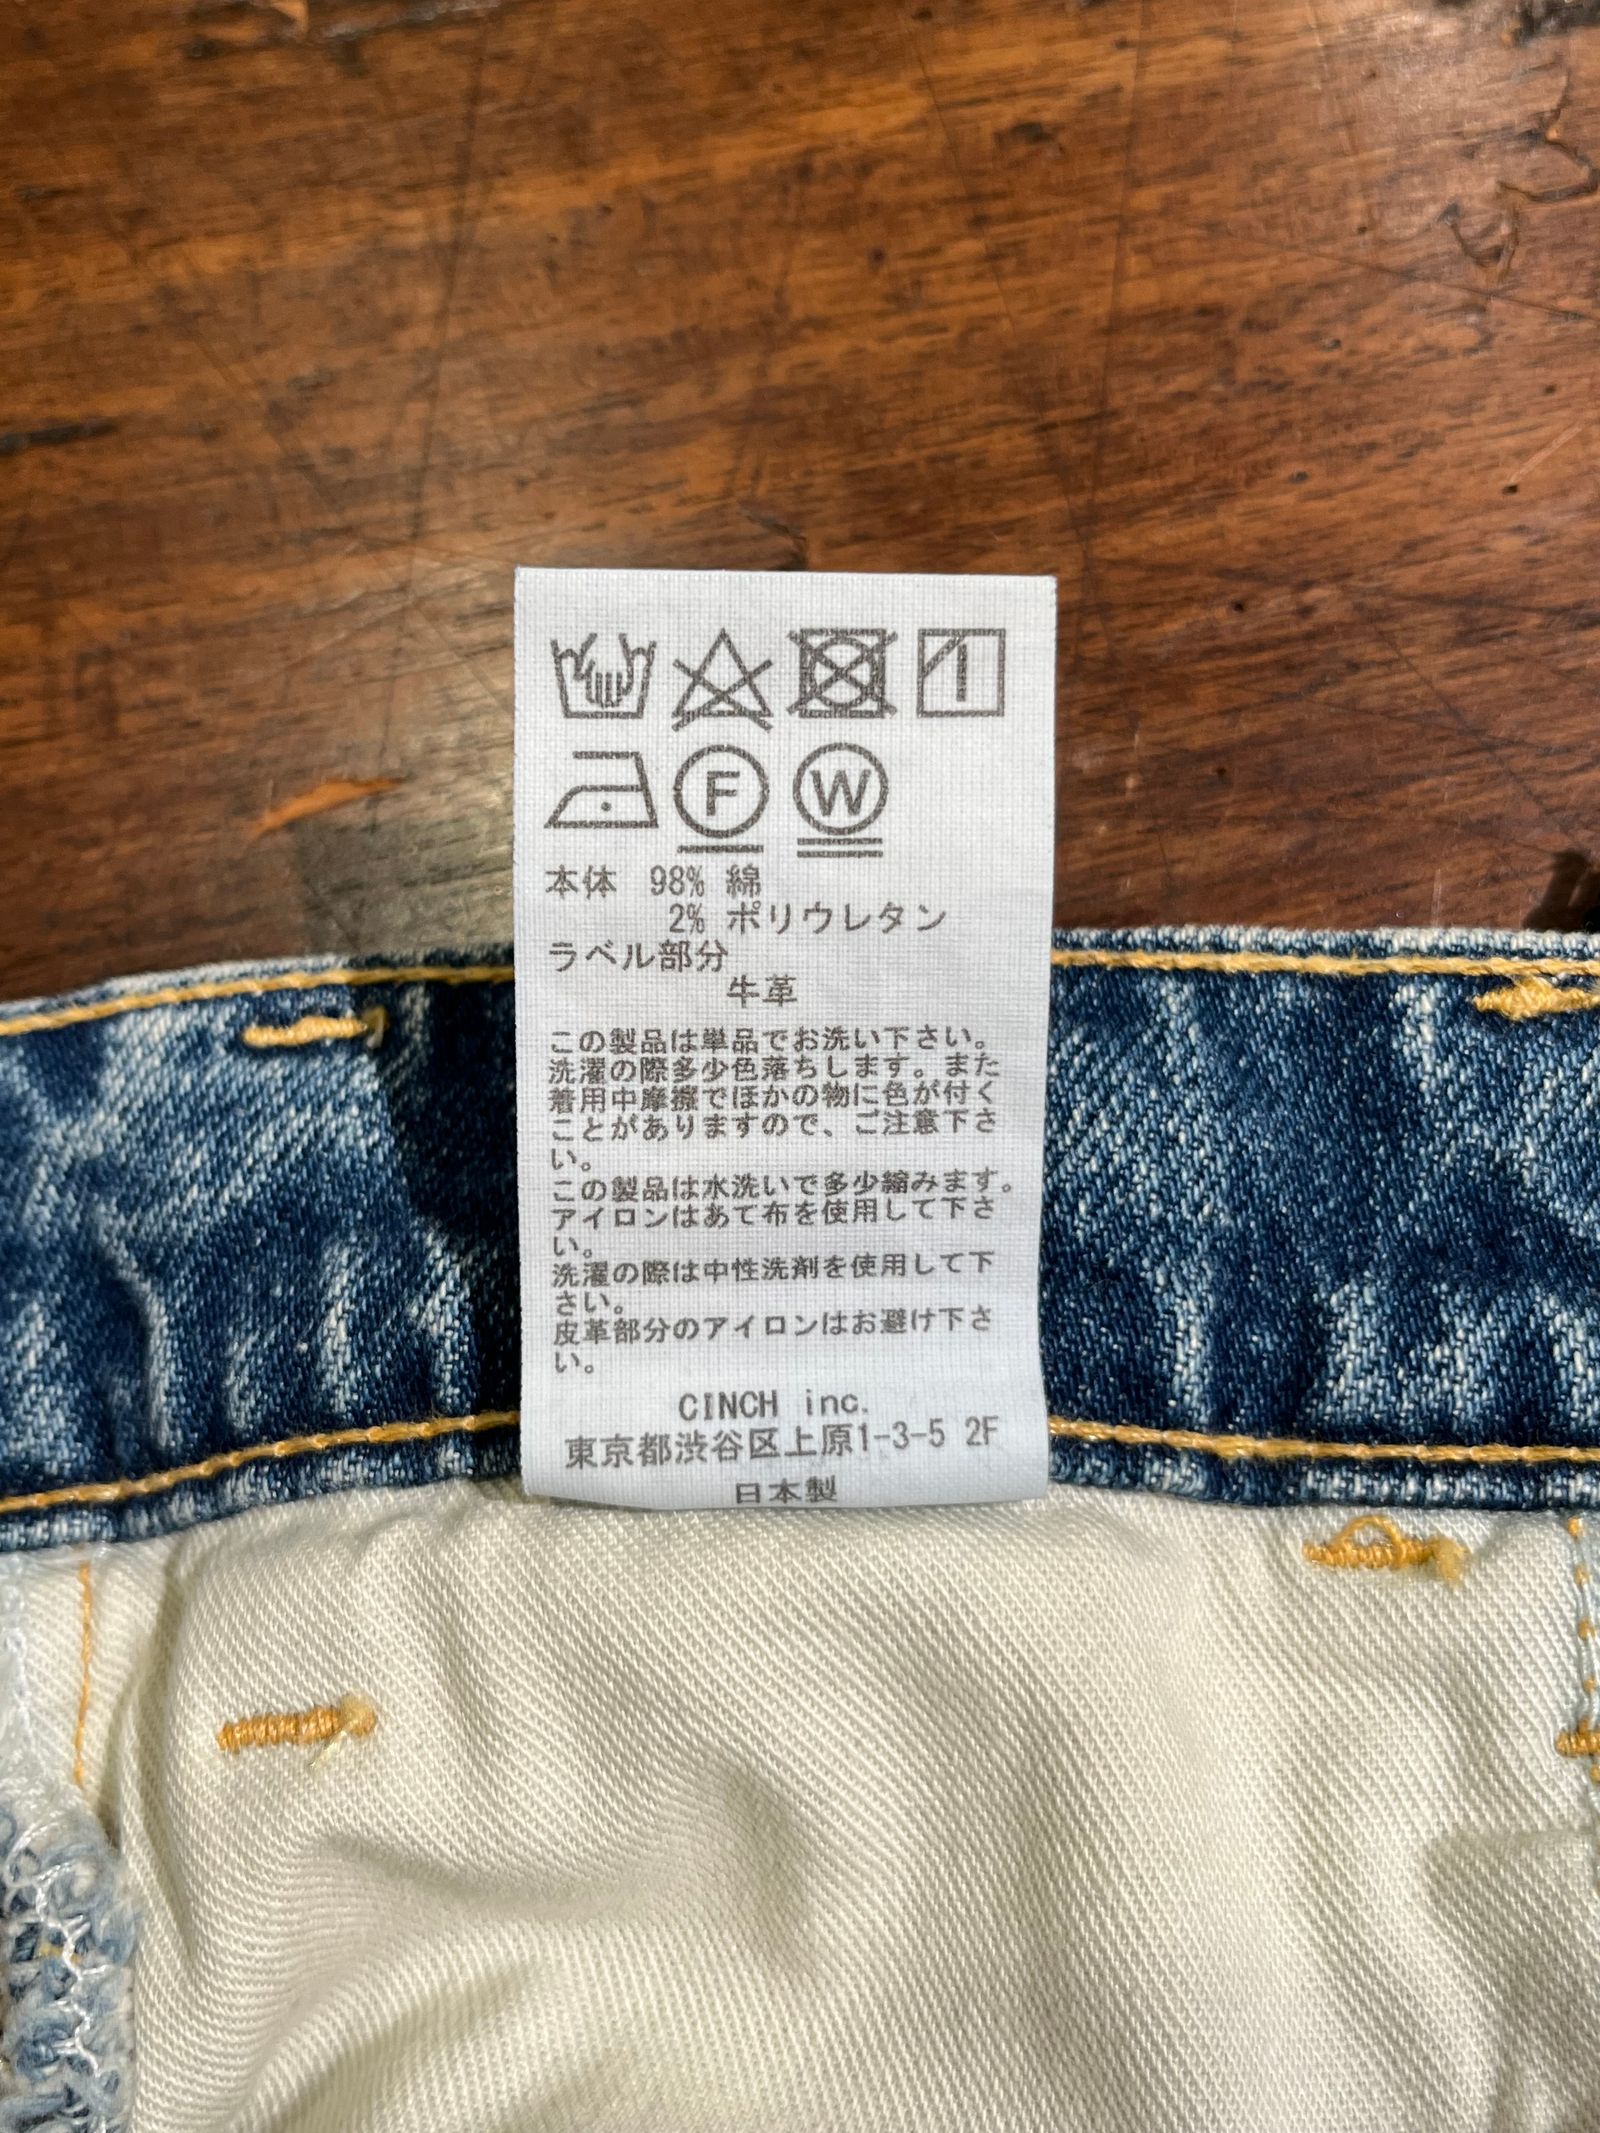 F W
本体 98% 綿
2% ポリウレタン
ラベル部分
牛革
この製品は単品でお洗い下さい。
洗濯の際多少色落ちします。また
着用中摩擦でほかの物に色が付く
ことがありますので、ご注意下さ
い。
この製品は水洗いで多少縮みます。
アイロンはあて布を使用して下さ
い。
洗濯の際は中性洗剤を使用して下
さい。
皮革部分のアイロンはお避け下さ
い。
CINCH inc.
東京都渋谷区上原1-3-5 2F
日本製